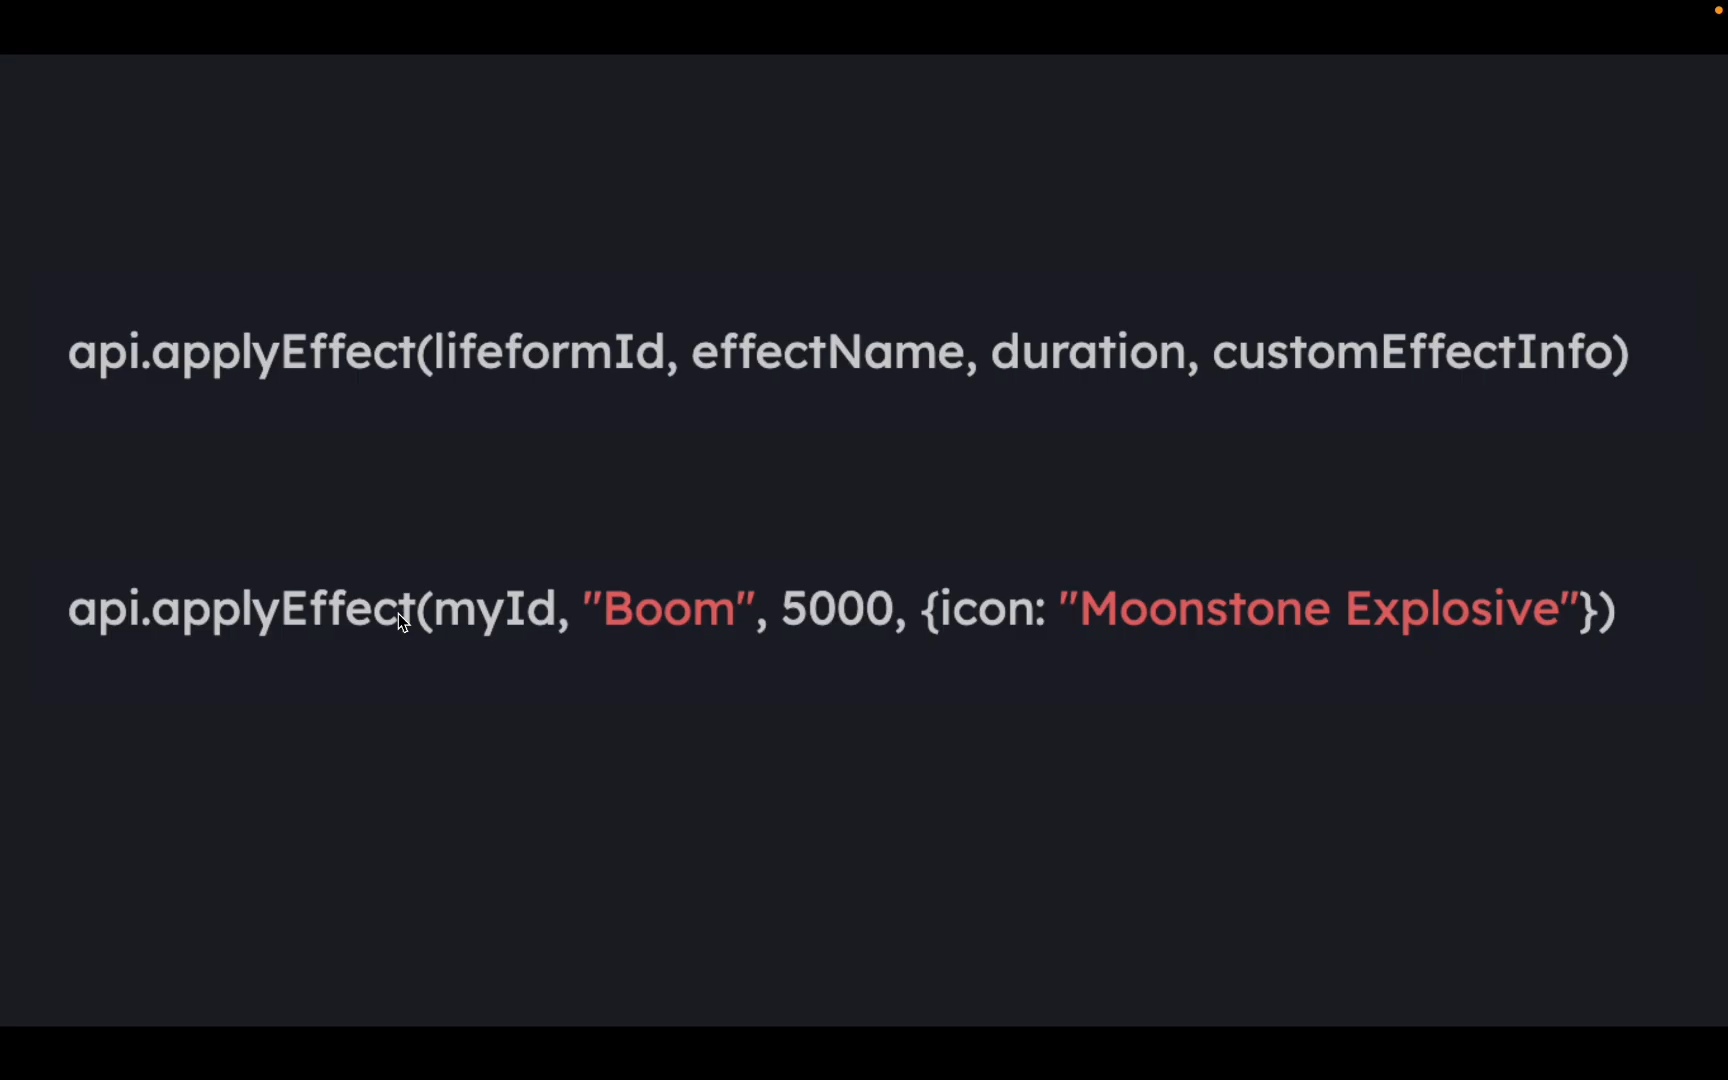 api.applyEffect(lifeformId, effectName, duration, customEffectInfo)
api.applyEffect(myId, "Boom", 5000, {icon: "Moonstone Explosive"})